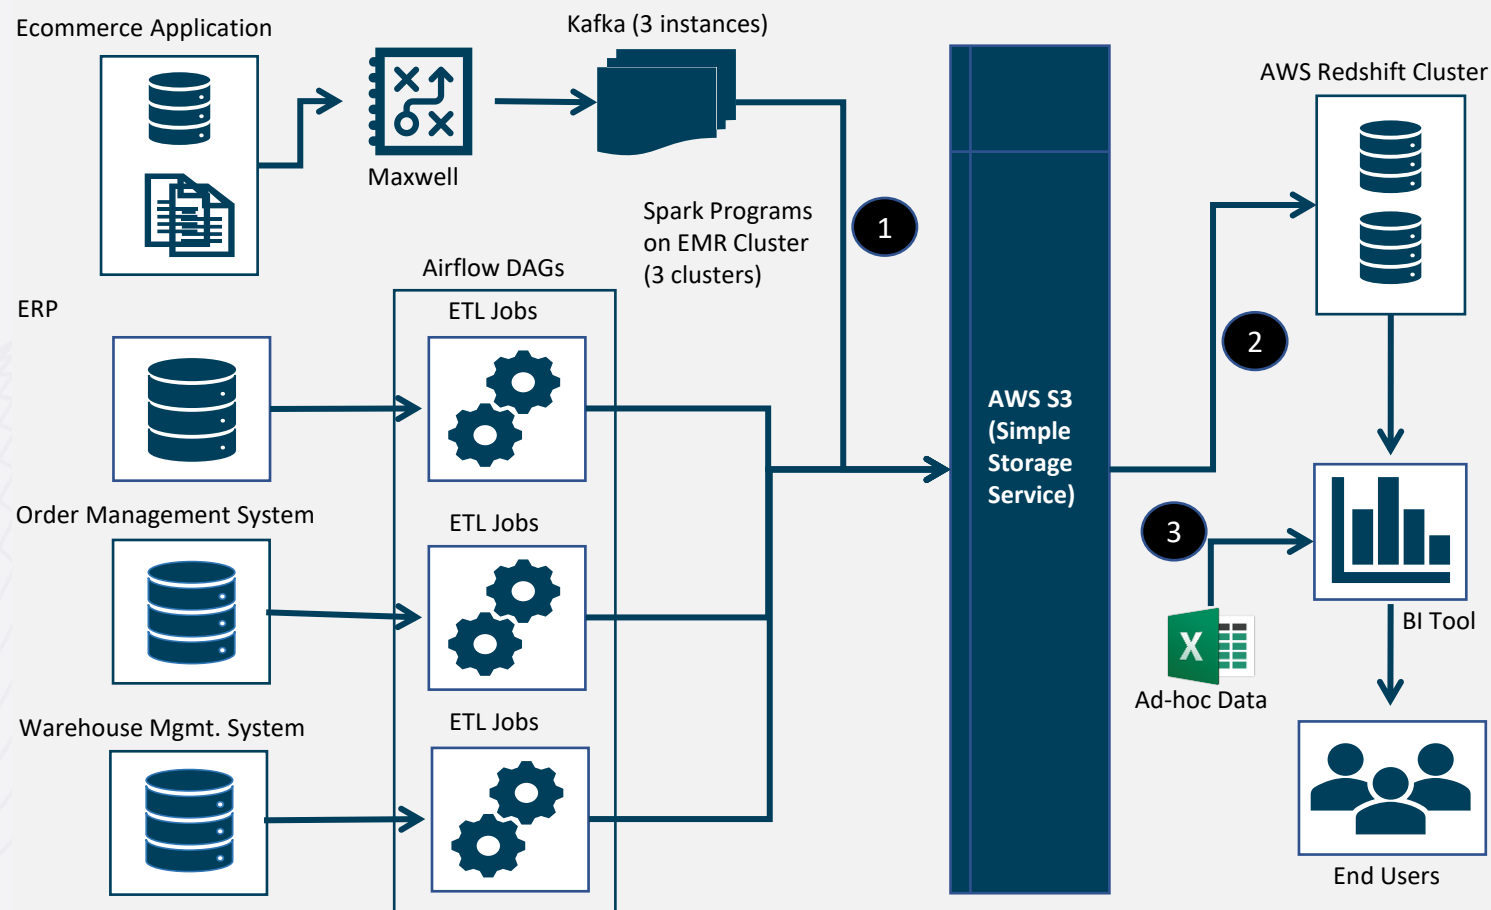 Ecommerce Application
Kafka (3 instances)
AWS Redshift Cluster
Maxwell
Spark Programs
on EMR Cluster
(3 clusters)
1
Airflow DAGs
ERP
ETL Jobs
2
AWS S3
(Simple
Storage
Service)
Order Management System
ETL Jobs
3
X
BI Tool
Ad-hoc Data
Warehouse Mgmt. System
ETL Jobs
End Users